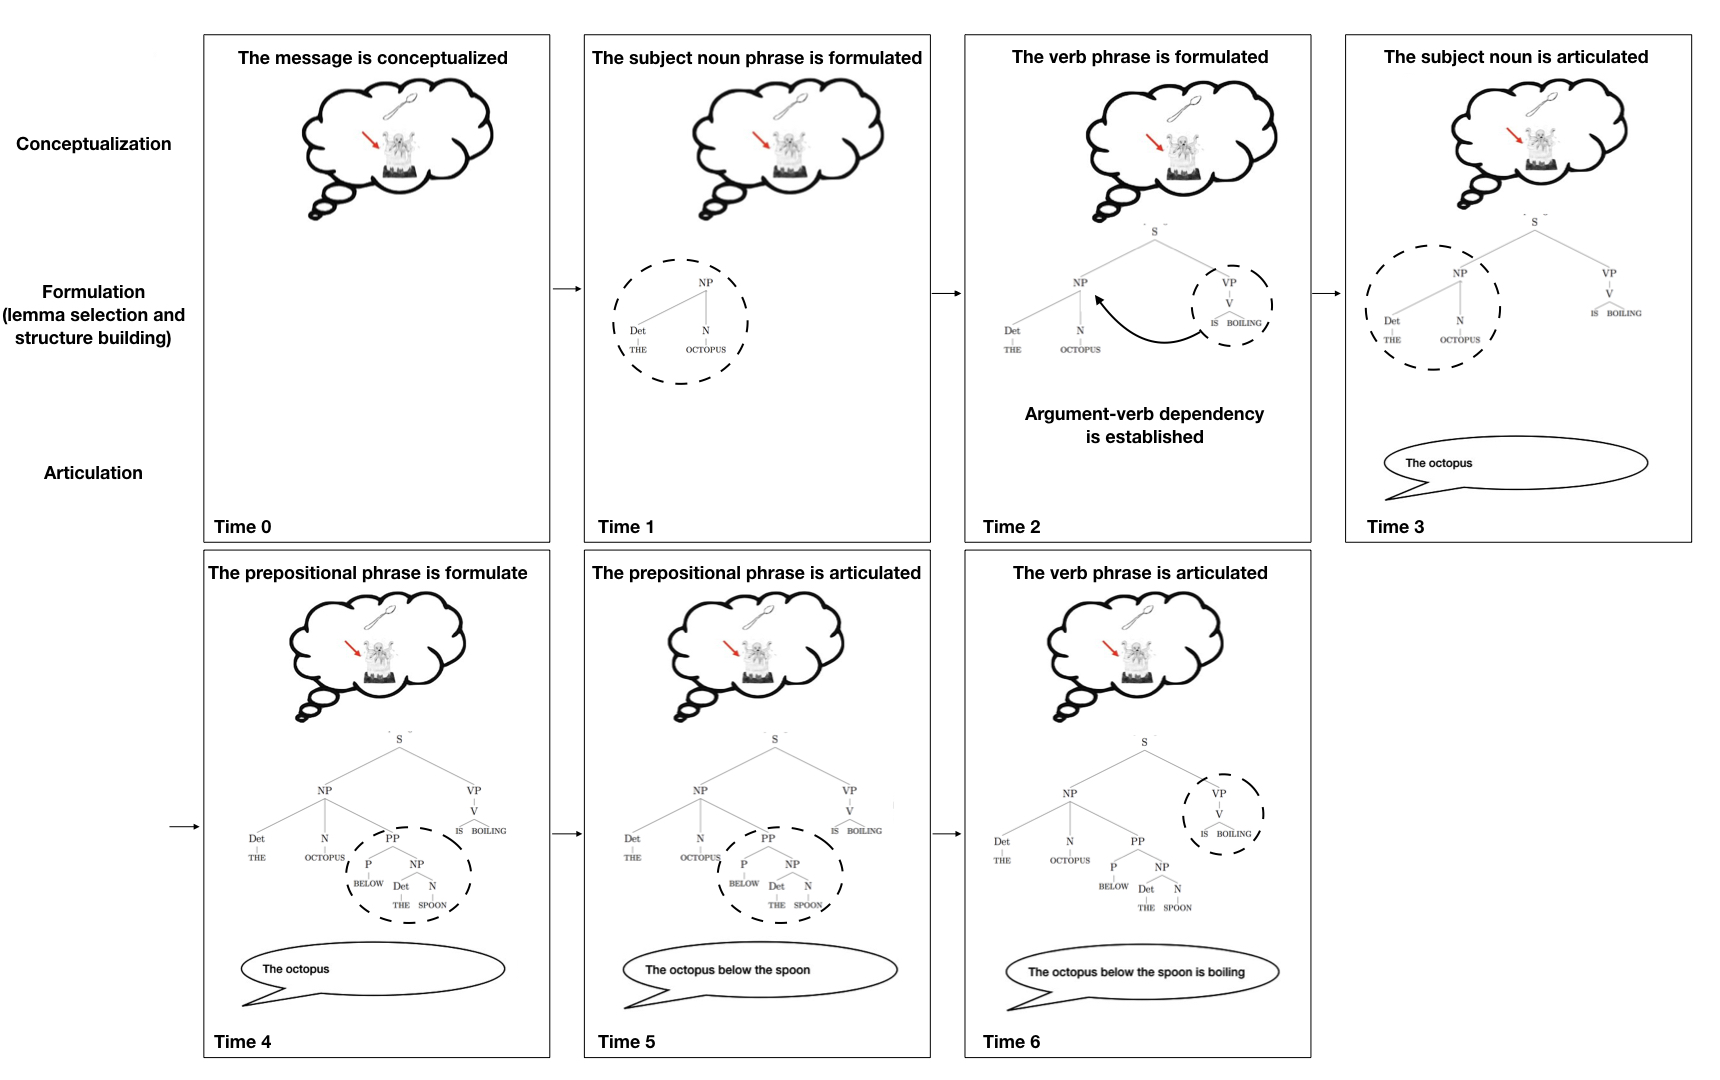 The message is conceptualized
The subject noun phrase is formulated
The verb phrase is formulated
The subject noun is articulated
Conceptualization
Formulation
(lemma selection and
structure building)
Articulation
NP
Det
N
THE
OCTOPUS
S
NP
VP
V
IS BOILING
Det
N
THE
OCTOPUS
Argument-verb dependency
is established
S
NP
VP
V
IS BOILING
Det
N
THE
OCTOPUS
The octopus
Time 0
Time 1
Time 2
Time 3
The prepositional phrase is formulate
The prepositional phrase is articulated
The verb phrase is articulated
S
NP
VP
V
IS BOILING
Det
N
PP
THE
OCTOPUS
P
NP
BELOW
Det
N
THE
SPOON
The octopus
S
NP
VP
V
IS BOILING
Det
N
PP
THE
OCTOPUS
P
NP
BELOW
Det
N
THE
SPOON
The octopus below the spoon
S
NP
VP
V
IS BOILING
Det
N
PP
THE
OCTOPUS
P
NP
BELOW
Det
N
THE
SPOON
The octopus below the spoon is boiling
Time 4
Time 5
Time 6